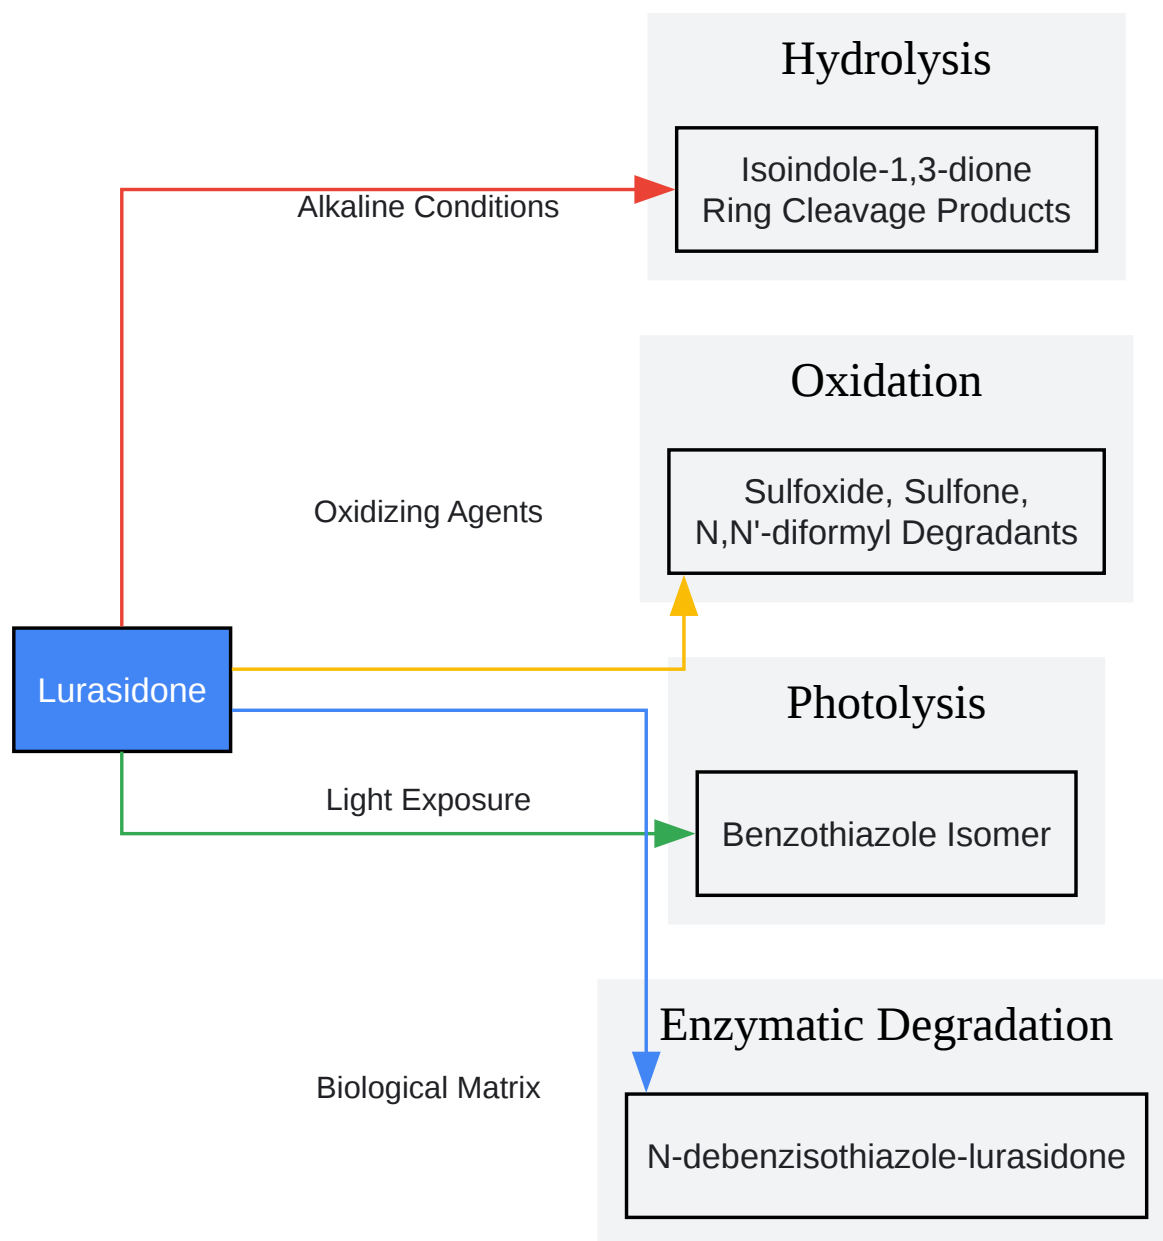 Hydrolysis
Isoindole-1,3-dione
Ring Cleavage Products
Alkaline Conditions
Oxidation
Sulfoxide, Sulfone,
N,N'-diformyl Degradants
Oxidizing Agents
Lurasidone
Photolysis
Light Exposure
Benzothiazole Isomer
Enzymatic Degradation
Biological Matrix
N-debenzisothiazole-lurasidone